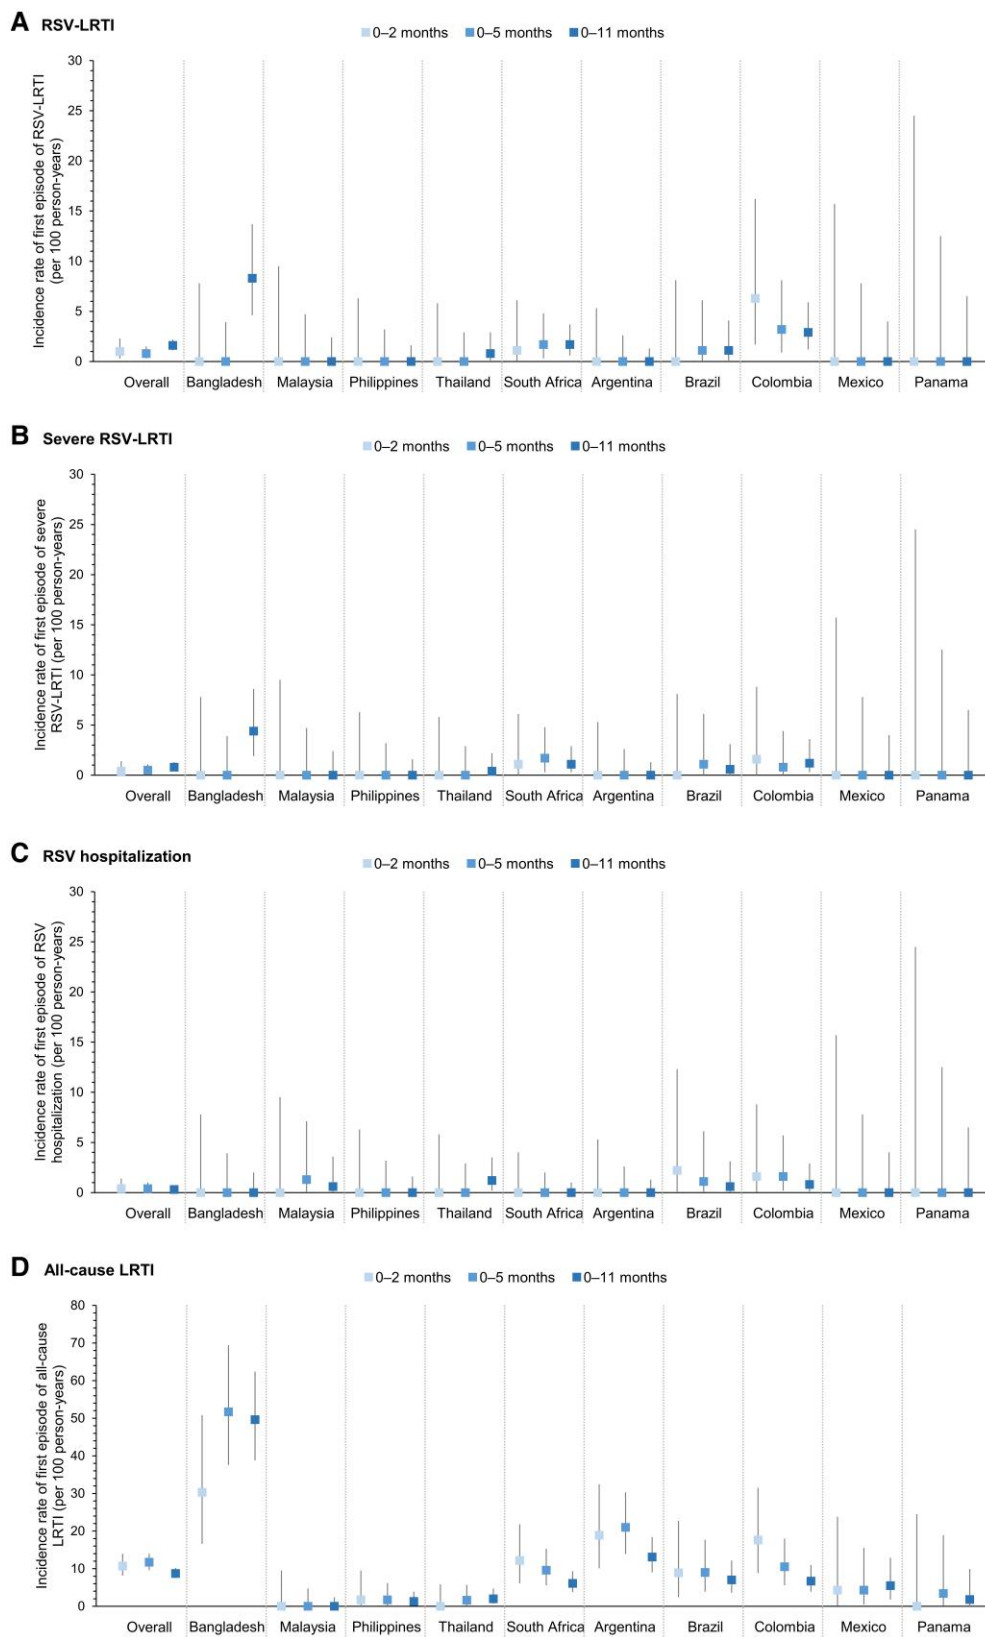 A RSV-LRTI
0–2 months 0–5 months 0–11 months
Incidence rate of first episode of RSV-LRTI
(per 100 person-years)
30
25
20
15
10
5
0
Overall Bangladesh Malaysia Philippines Thailand South Africa Argentina Brazil Colombia Mexico Panama
B Severe RSV-LRTI
0–2 months 0–5 months 0–11 months
Incidence rate of first episode of severe
RSV-LRTI (per 100 person-years)
30
25
20
15
10
5
0
Overall Bangladesh Malaysia Philippines Thailand South Africa Argentina Brazil Colombia Mexico Panama
C RSV hospitalization
0–2 months 0–5 months 0–11 months
Incidence rate of first episode of RSV
hospitalization (per 100 person-years)
30
25
20
15
10
5
0
Overall Bangladesh Malaysia Philippines Thailand South Africa Argentina Brazil Colombia Mexico Panama
D All-cause LRTI
0–2 months 0–5 months 0–11 months
Incidence rate of first episode of all-cause
LRTI (per 100 person-years)
80
70
60
50
40
30
20
10
0
Overall Bangladesh Malaysia Philippines Thailand South Africa Argentina Brazil Colombia Mexico Panama